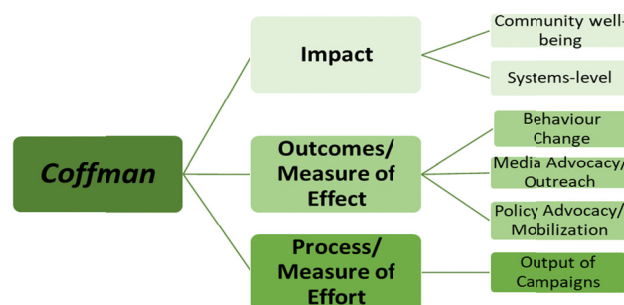 Coffman
Impact
Community well-
being
Systems-level
Outcomes/
Measure of
Effect
Behaviour
Change
Media Advocacy/
Outreach
Policy Advocacy/
Mobilization
Process/
Measure of
Effort
Output of
Campaigns